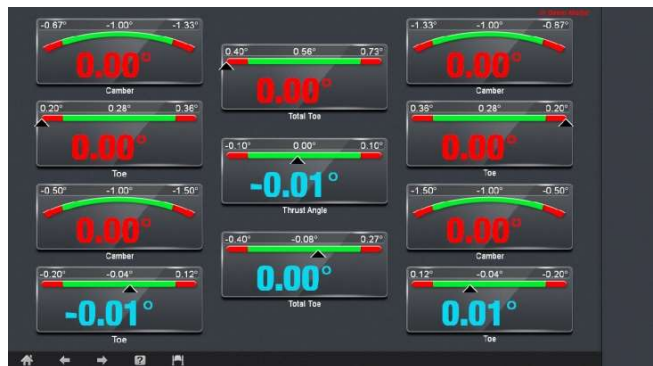 -0.67° -1.00° -1.33°
0.00°
Camber
0.20° 0.28° 0.36°
0.00°
Toe
-0.50° -1.00° -1.50°
0.00°
Camber
-0.20° -0.04° 0.12°
-0.01°
Toe
0.40° 0.56° 0.73°
0.00°
Total Toe
-0.10° 0.00° 0.10°
-0.01°
Thrust Angle
-0.40° -0.08° 0.27°
0.00°
Total Toe
-1.33° -1.00° -0.67°
0.00°
Camber
0.36° 0.28° 0.20°
0.00°
Toe
-1.50° -1.00° -0.50°
0.00°
Camber
0.12° -0.04° -0.20°
0.01°
Toe
?